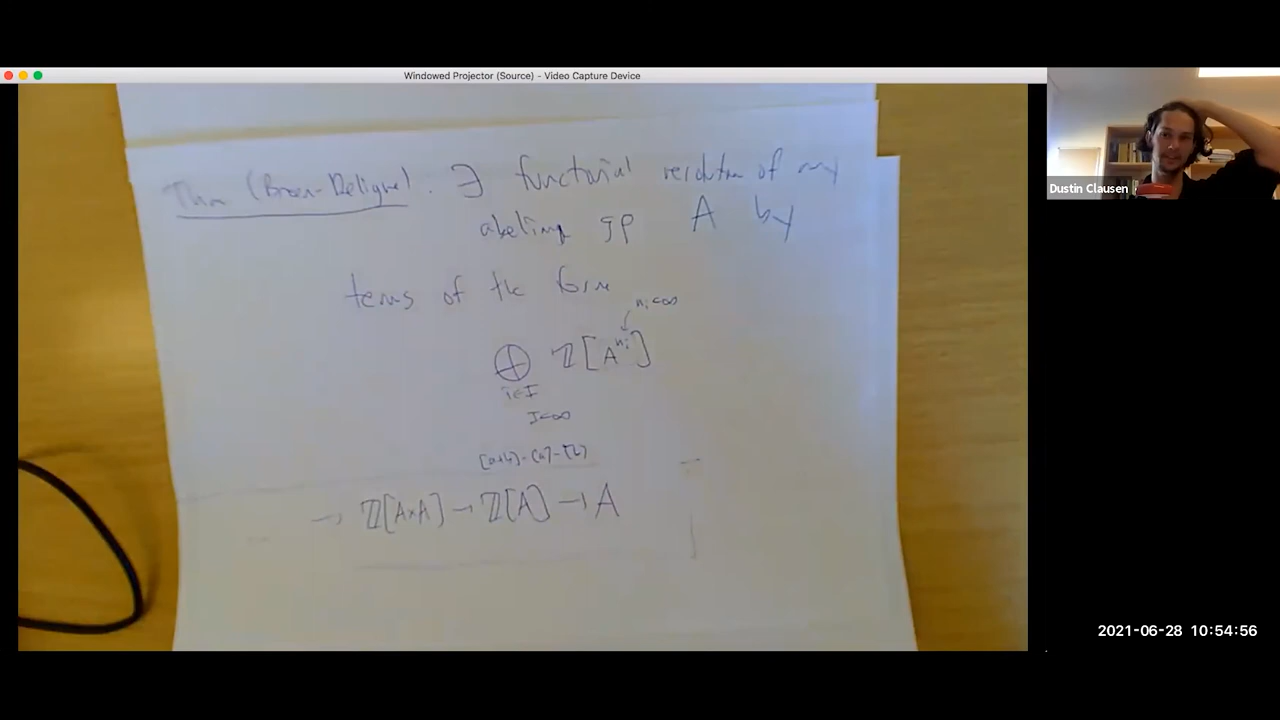 Windowed Projector (Source) - Video Capture Device
Dustin Clausen
Thm (Breen-Deligne). ∃ functorial resolution of any
abelian gp A by
terms of the form
nᵢ<∞
⊕ ℤ[A^{nᵢ}]
i∈I
I<∞
[a+b]-[a]-[b]
→ ℤ[A×A] → ℤ[A] → A
2021-06-28 10:54:56